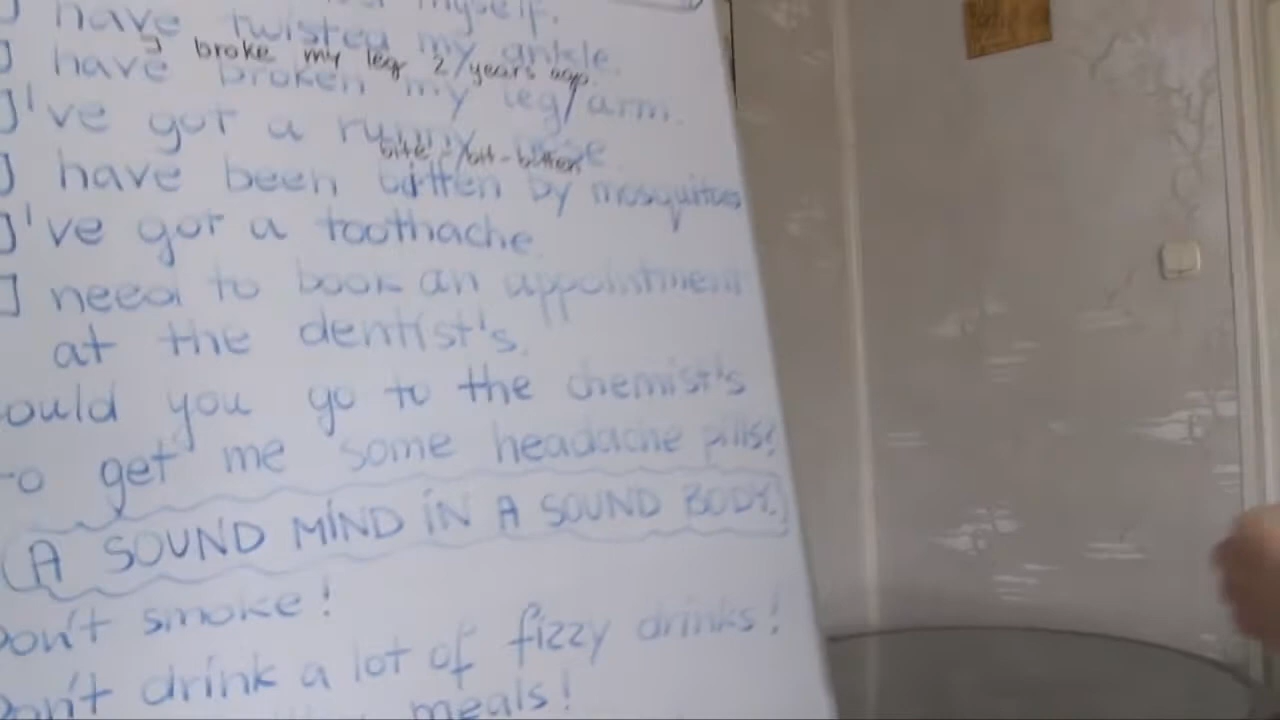 myself.
I have twisted my ankle.
I broke my leg 2 years ago.
I have broken my leg/arm.
I've got a runny nose
bite - bit - bitten
I have been bitten by mosquitoes
I've got a toothache.
I need to book an appointment
at the dentist's.
ould you go to the chemist's
to get me some headache pills?
A SOUND MIND IN A SOUND BODY.
Don't smoke!
Don't drink a lot of fizzy drinks!
meals!